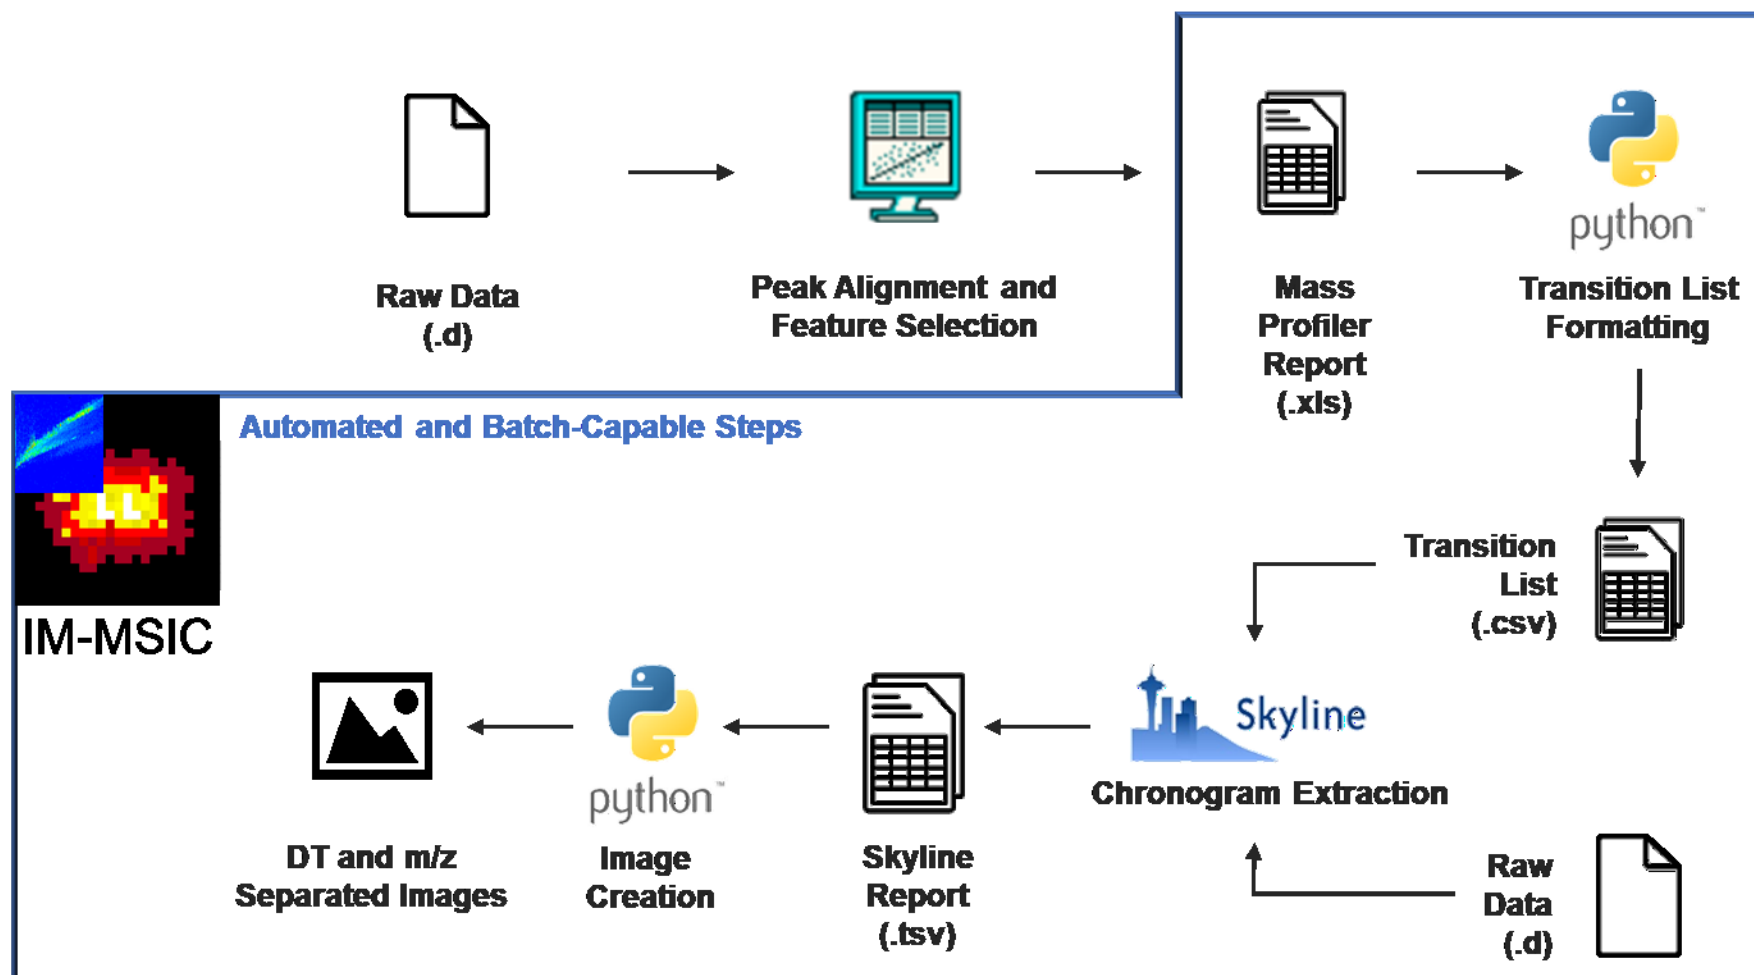 python™
Raw Data
(.d)
Peak Alignment and
Feature Selection
Mass
Profiler
Report
(.xls)
Transition List
Formatting
Automated and Batch-Capable Steps
IM-MSIC
Transition
List
(.csv)
Skyline
Chronogram Extraction
python™
DT and m/z
Separated Images
Image
Creation
Skyline
Report
(.tsv)
Raw
Data
(.d)